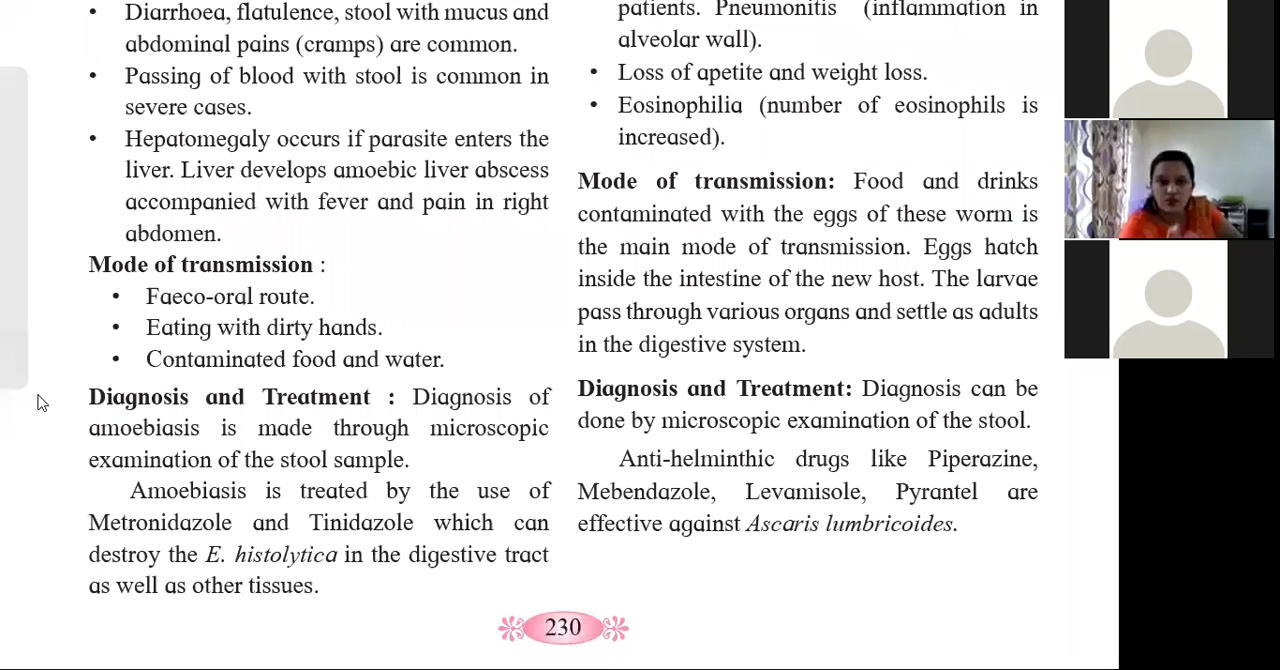 Diarrhoea, flatulence, stool with mucus and
abdominal pains (cramps) are common.
• Passing of blood with stool is common in
severe cases.
• Hepatomegaly occurs if parasite enters the
liver. Liver develops amoebic liver abscess
accompanied with fever and pain in right
abdomen.
Mode of transmission :
• Faeco-oral route.
• Eating with dirty hands.
• Contaminated food and water.
Diagnosis and Treatment : Diagnosis of
amoebiasis is made through microscopic
examination of the stool sample.
Amoebiasis is treated by the use of
Metronidazole and Tinidazole which can
destroy the E. histolytica in the digestive tract
as well as other tissues.
patients. Pneumonitis (inflammation in
alveolar wall).
• Loss of apetite and weight loss.
• Eosinophilia (number of eosinophils is
increased).
Mode of transmission: Food and drinks
contaminated with the eggs of these worm is
the main mode of transmission. Eggs hatch
inside the intestine of the new host. The larvae
pass through various organs and settle as adults
in the digestive system.
Diagnosis and Treatment: Diagnosis can be
done by microscopic examination of the stool.
Anti-helminthic drugs like Piperazine,
Mebendazole, Levamisole, Pyrantel are
effective against Ascaris lumbricoides.
230